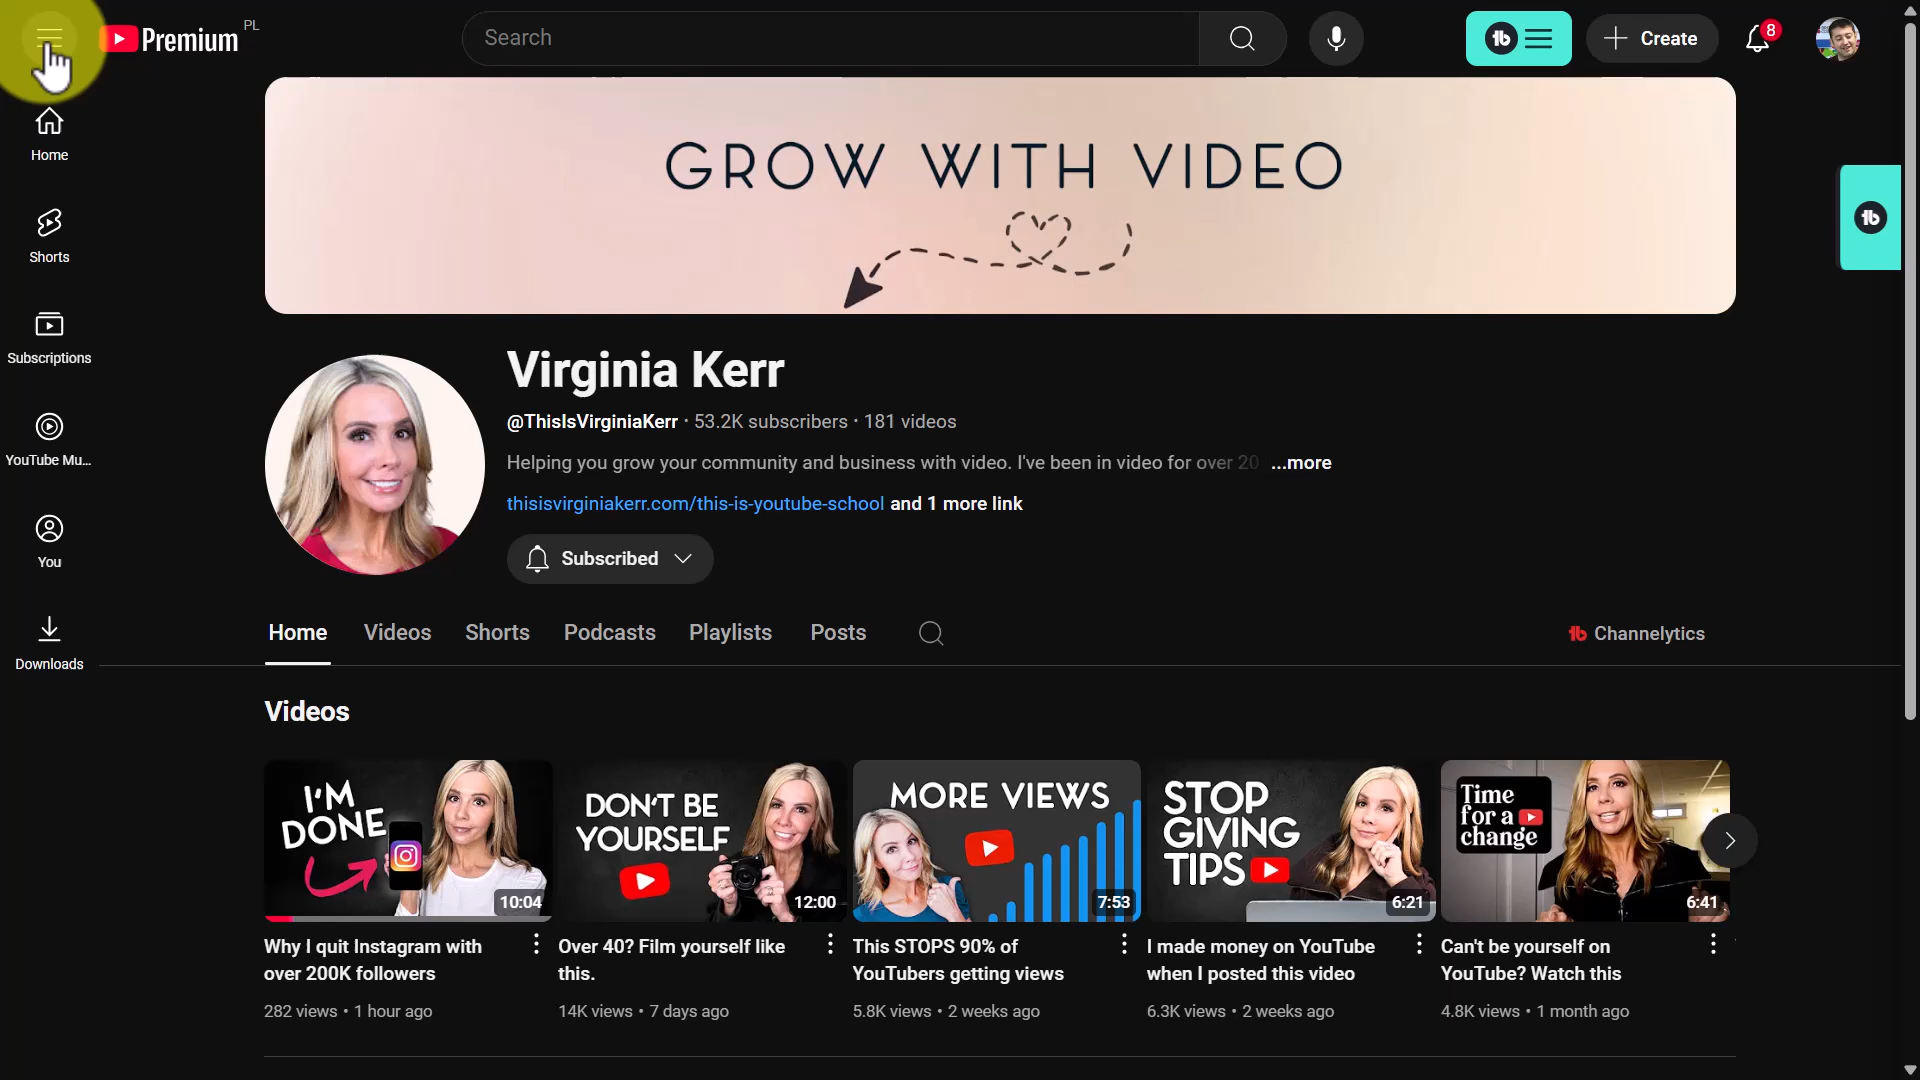 Premium PL
Search
Create
8
Home
Shorts
Subscriptions
YouTube Mu...
You
Downloads
GROW WITH VIDEO
Virginia Kerr
@ThisIsVirginiaKerr · 53.2K subscribers · 181 videos
Helping you grow your community and business with video. I've been in video for over 20 ...more
thisisvirginiakerr.com/this-is-youtube-school and 1 more link
Subscribed
Home Videos Shorts Podcasts Playlists Posts
Channelytics
Videos
I'M
DONE
10:04
Why I quit Instagram with
over 200K followers
282 views • 1 hour ago
DON'T BE
YOURSELF
12:00
Over 40? Film yourself like
this.
14K views • 7 days ago
MORE VIEWS
7:53
This STOPS 90% of
YouTubers getting views
5.8K views • 2 weeks ago
STOP
GIVING
TIPS
6:21
I made money on YouTube
when I posted this video
6.3K views • 2 weeks ago
Time
for a
change
6:41
Can't be yourself on
YouTube? Watch this
4.8K views • 1 month ago